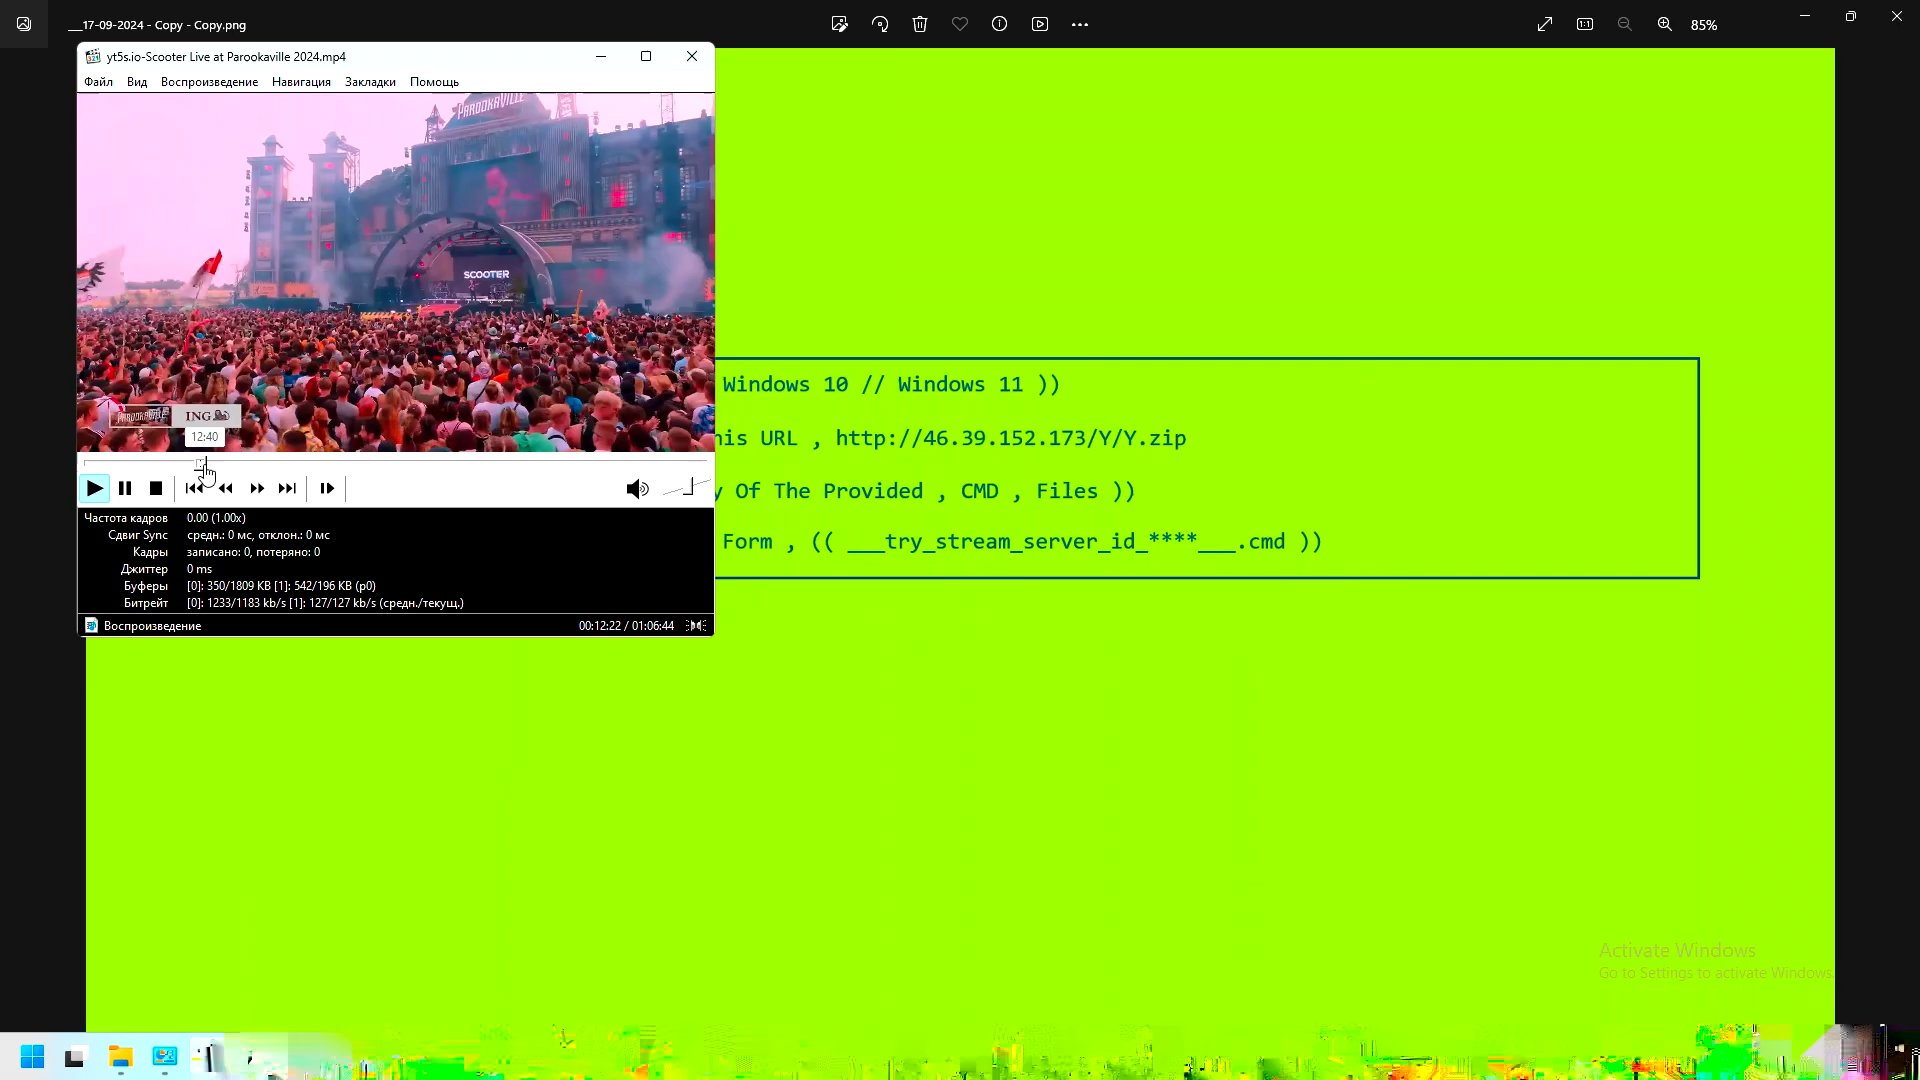 __17-09-2024 - Copy - Copy.png
85%
yt5s.io-Scooter Live at Parookaville 2024.mp4
Файл Вид Воспроизведение Навигация Закладки Помощь
PAROOKAVILLE
SCOOTER
PAROOKAVILLE ING
12:40
Частота кадров 0.00 (1.00x)
Сдвиг Sync средн.: 0 мс, отклон.: 0 мс
Кадры записано: 0, потеряно: 0
Джиттер 0 ms
Буферы [0]: 350/1809 KB [1]: 542/196 KB (p0)
Битрейт [0]: 1233/1183 kb/s [1]: 127/127 kb/s (средн./текущ.)
Воспроизведение 00:12:22 / 01:06:44
Windows 10 // Windows 11 ))
his URL , http://46.39.152.173/Y/Y.zip
y Of The Provided , CMD , Files ))
Form , (( ___try_stream_server_id_****___.cmd ))
Activate Windows
Go to Settings to activate Windows.